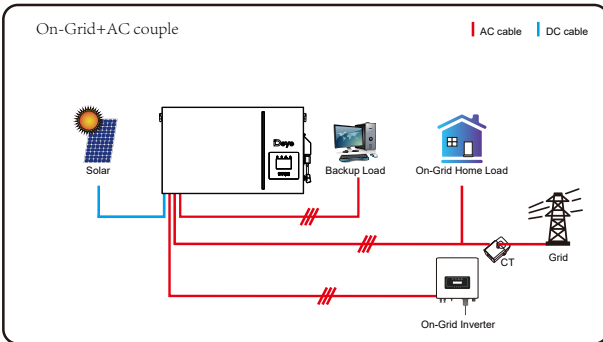 On-Grid+AC couple
AC cable
DC cable
Deye
Solar
Backup Load
On-Grid Home Load
CT
Grid
On-Grid Inverter